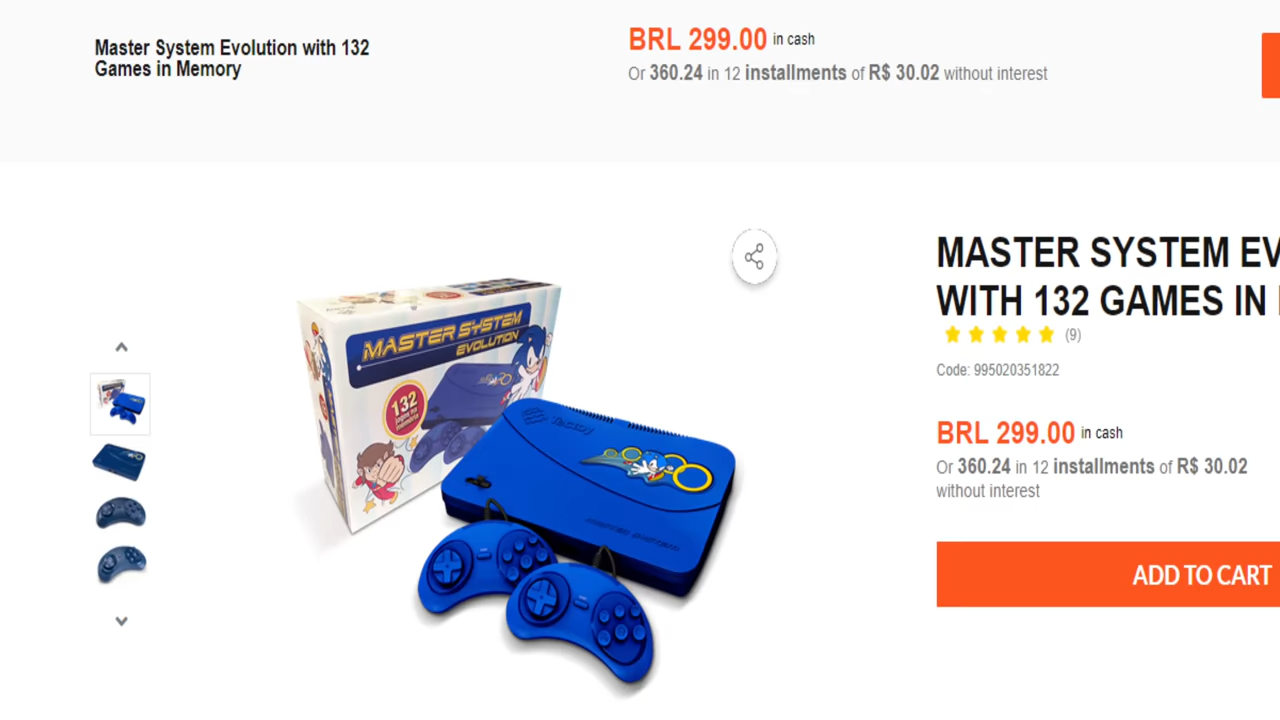 Master System Evolution with 132
Games in Memory
BRL 299.00 in cash
Or 360.24 in 12 installments of R$ 30.02 without interest
MASTER SYSTEM
EVOLUTION
132
TECTOY
MASTER SYSTEM
MASTER SYSTEM EV
WITH 132 GAMES IN
(9)
Code: 995020351822
BRL 299.00 in cash
Or 360.24 in 12 installments of R$ 30.02
without interest
ADD TO CART